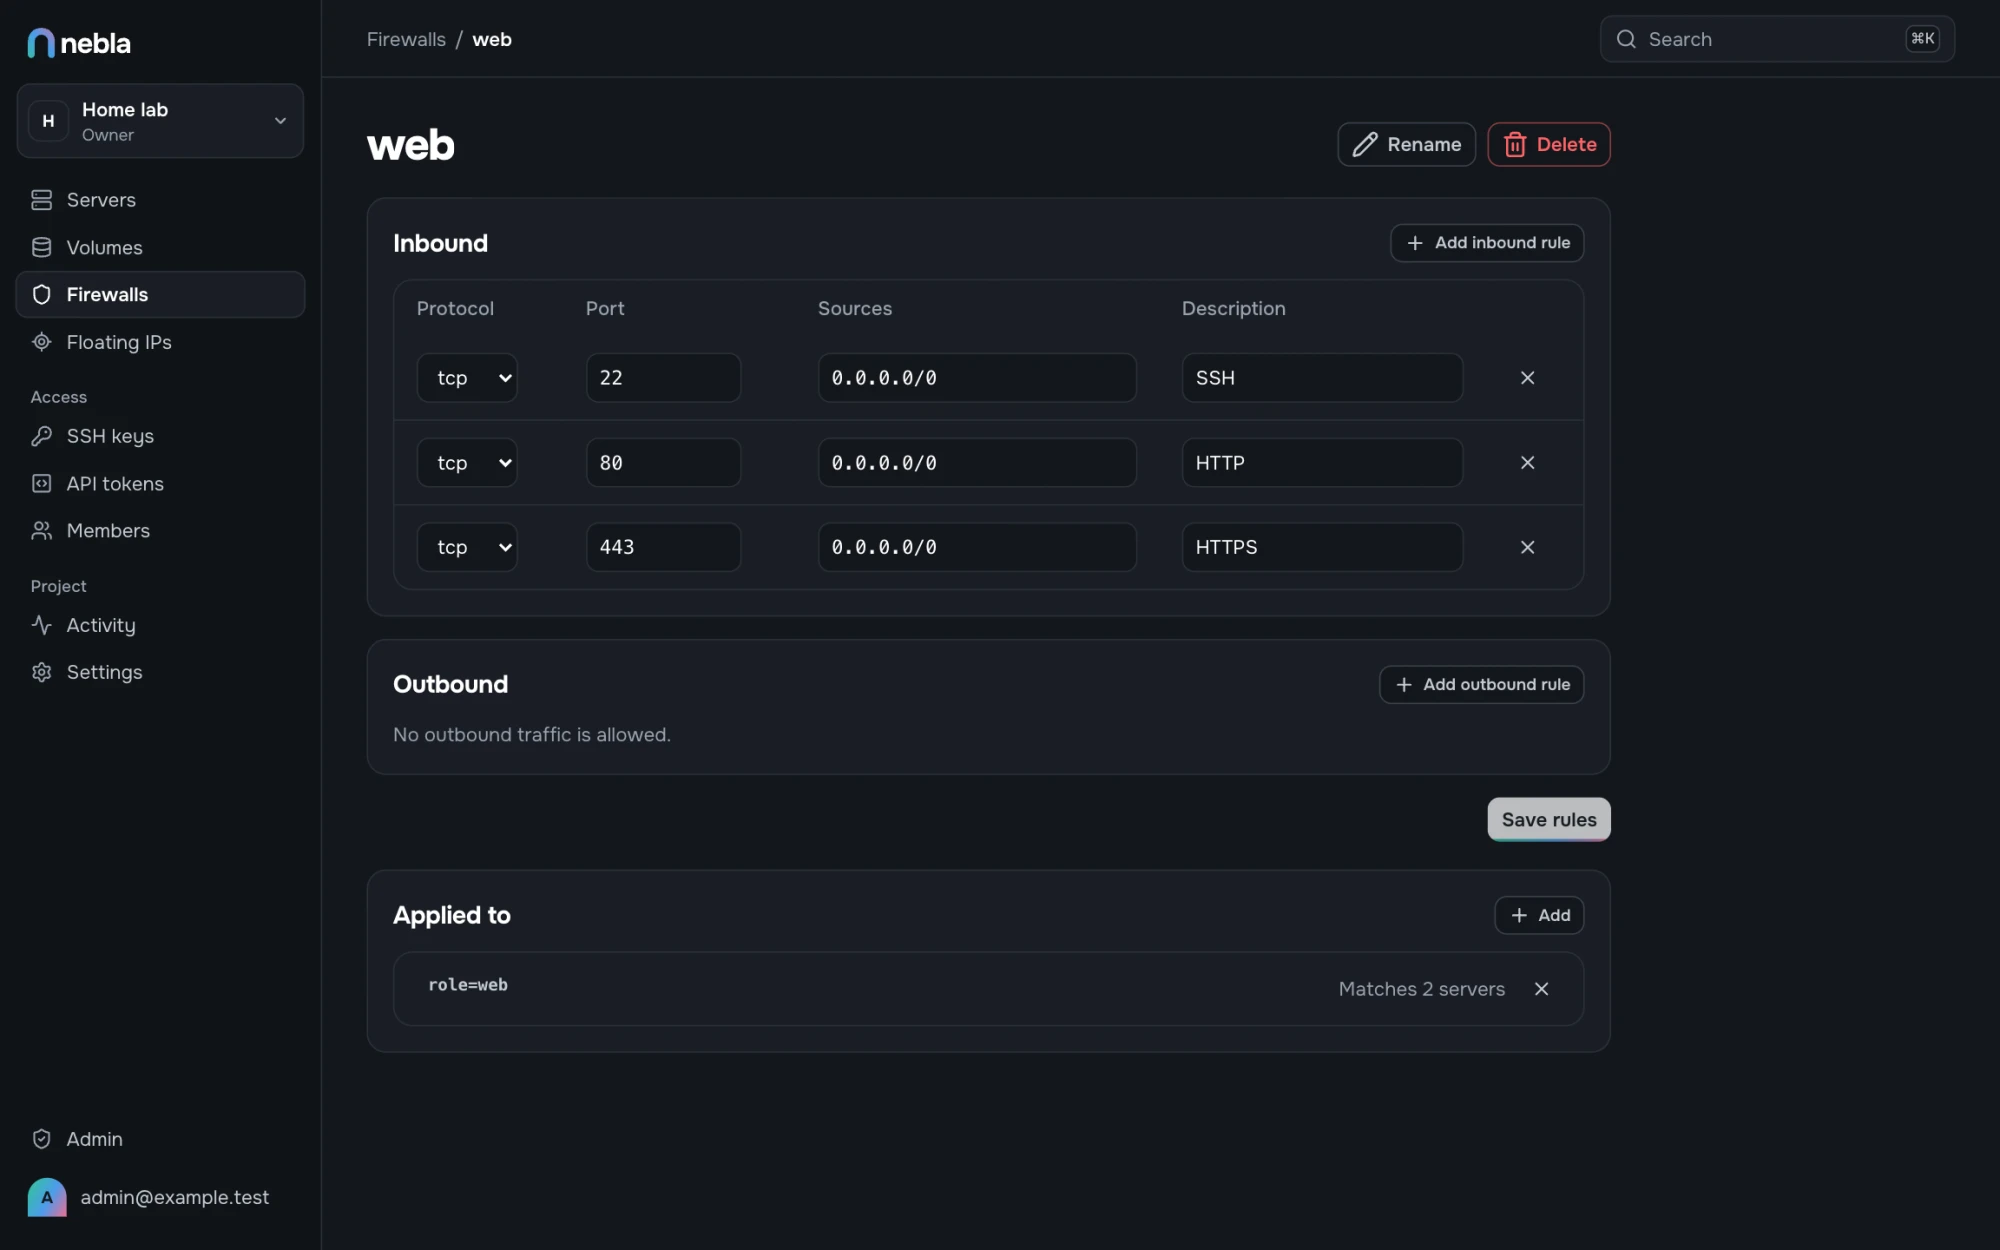 nebla
Firewalls / web
Search ⌘K
H
Home lab
Owner
Servers
Volumes
Firewalls
Floating IPs
Access
SSH keys
API tokens
Members
Project
Activity
Settings
Admin
A
admin@example.test
web
Rename
Delete
Inbound
Add inbound rule
Protocol Port Sources Description
tcp 22 0.0.0.0/0 SSH
tcp 80 0.0.0.0/0 HTTP
tcp 443 0.0.0.0/0 HTTPS
Outbound
Add outbound rule
No outbound traffic is allowed.
Save rules
Applied to
Add
role=web
Matches 2 servers